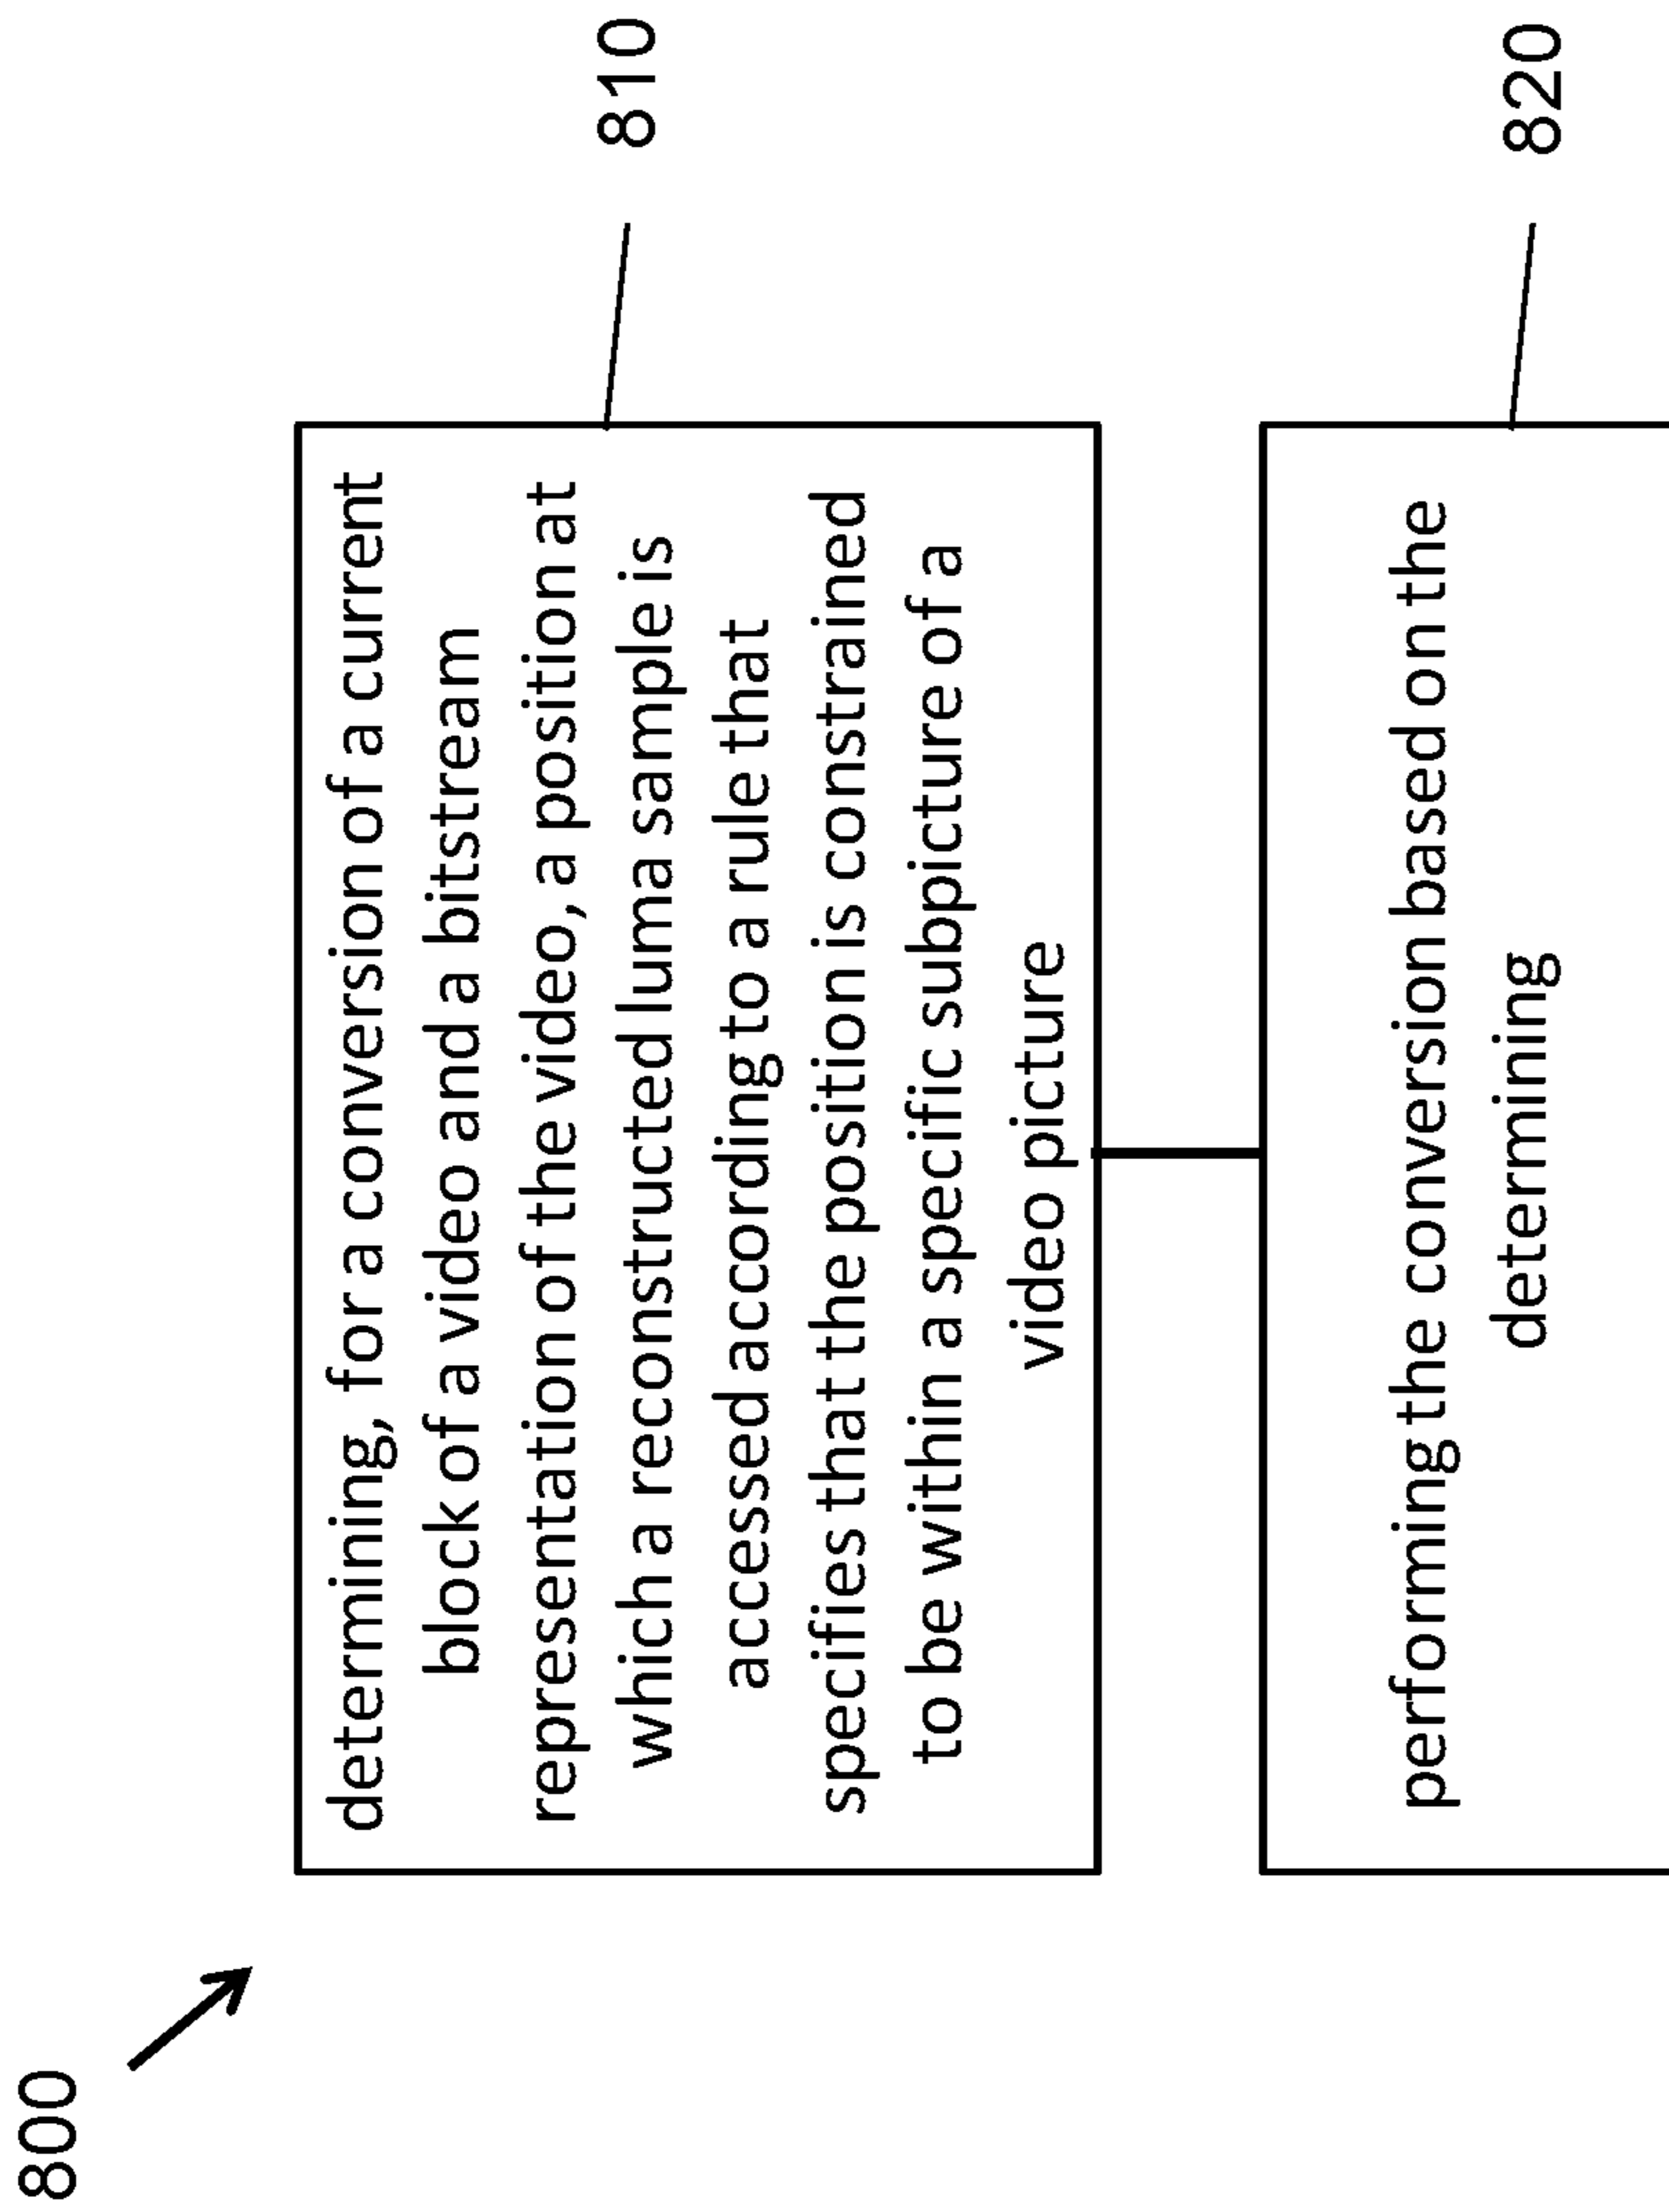 800
determining, for a conversion of a current
block of a video and a bitstream
representation of the video, a position at
which a reconstructed luma sample is
accessed according to a rule that
specifies that the position is constrained
to be within a specific subpicture of a
video picture
810
performing the conversion based on the
determining
820